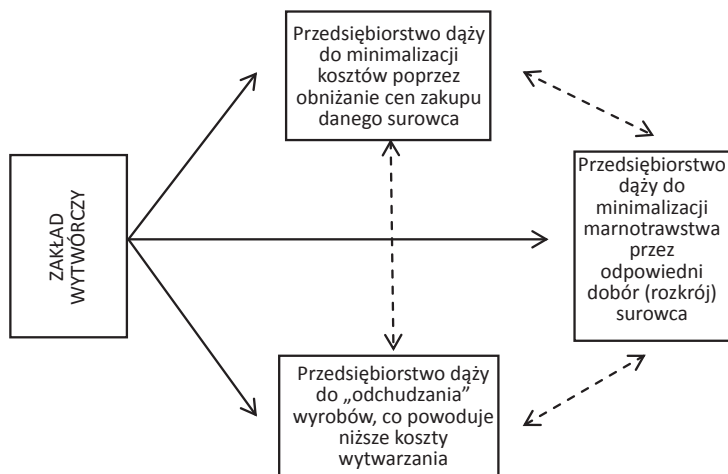 Przedsiębiorstwo dąży
do minimalizacji
kosztów poprzez
obniżanie cen zakupu
danego surowca
ZAKŁAD
WYTWÓRCZY
Przedsiębiorstwo
dąży do
minimalizacji
marnotrawstwa
przez
odpowiedni
dobór (rozkrój)
surowca
Przedsiębiorstwo dąży
do „odchudzania”
wyrobów, co powoduje
niższe koszty
wytwarzania